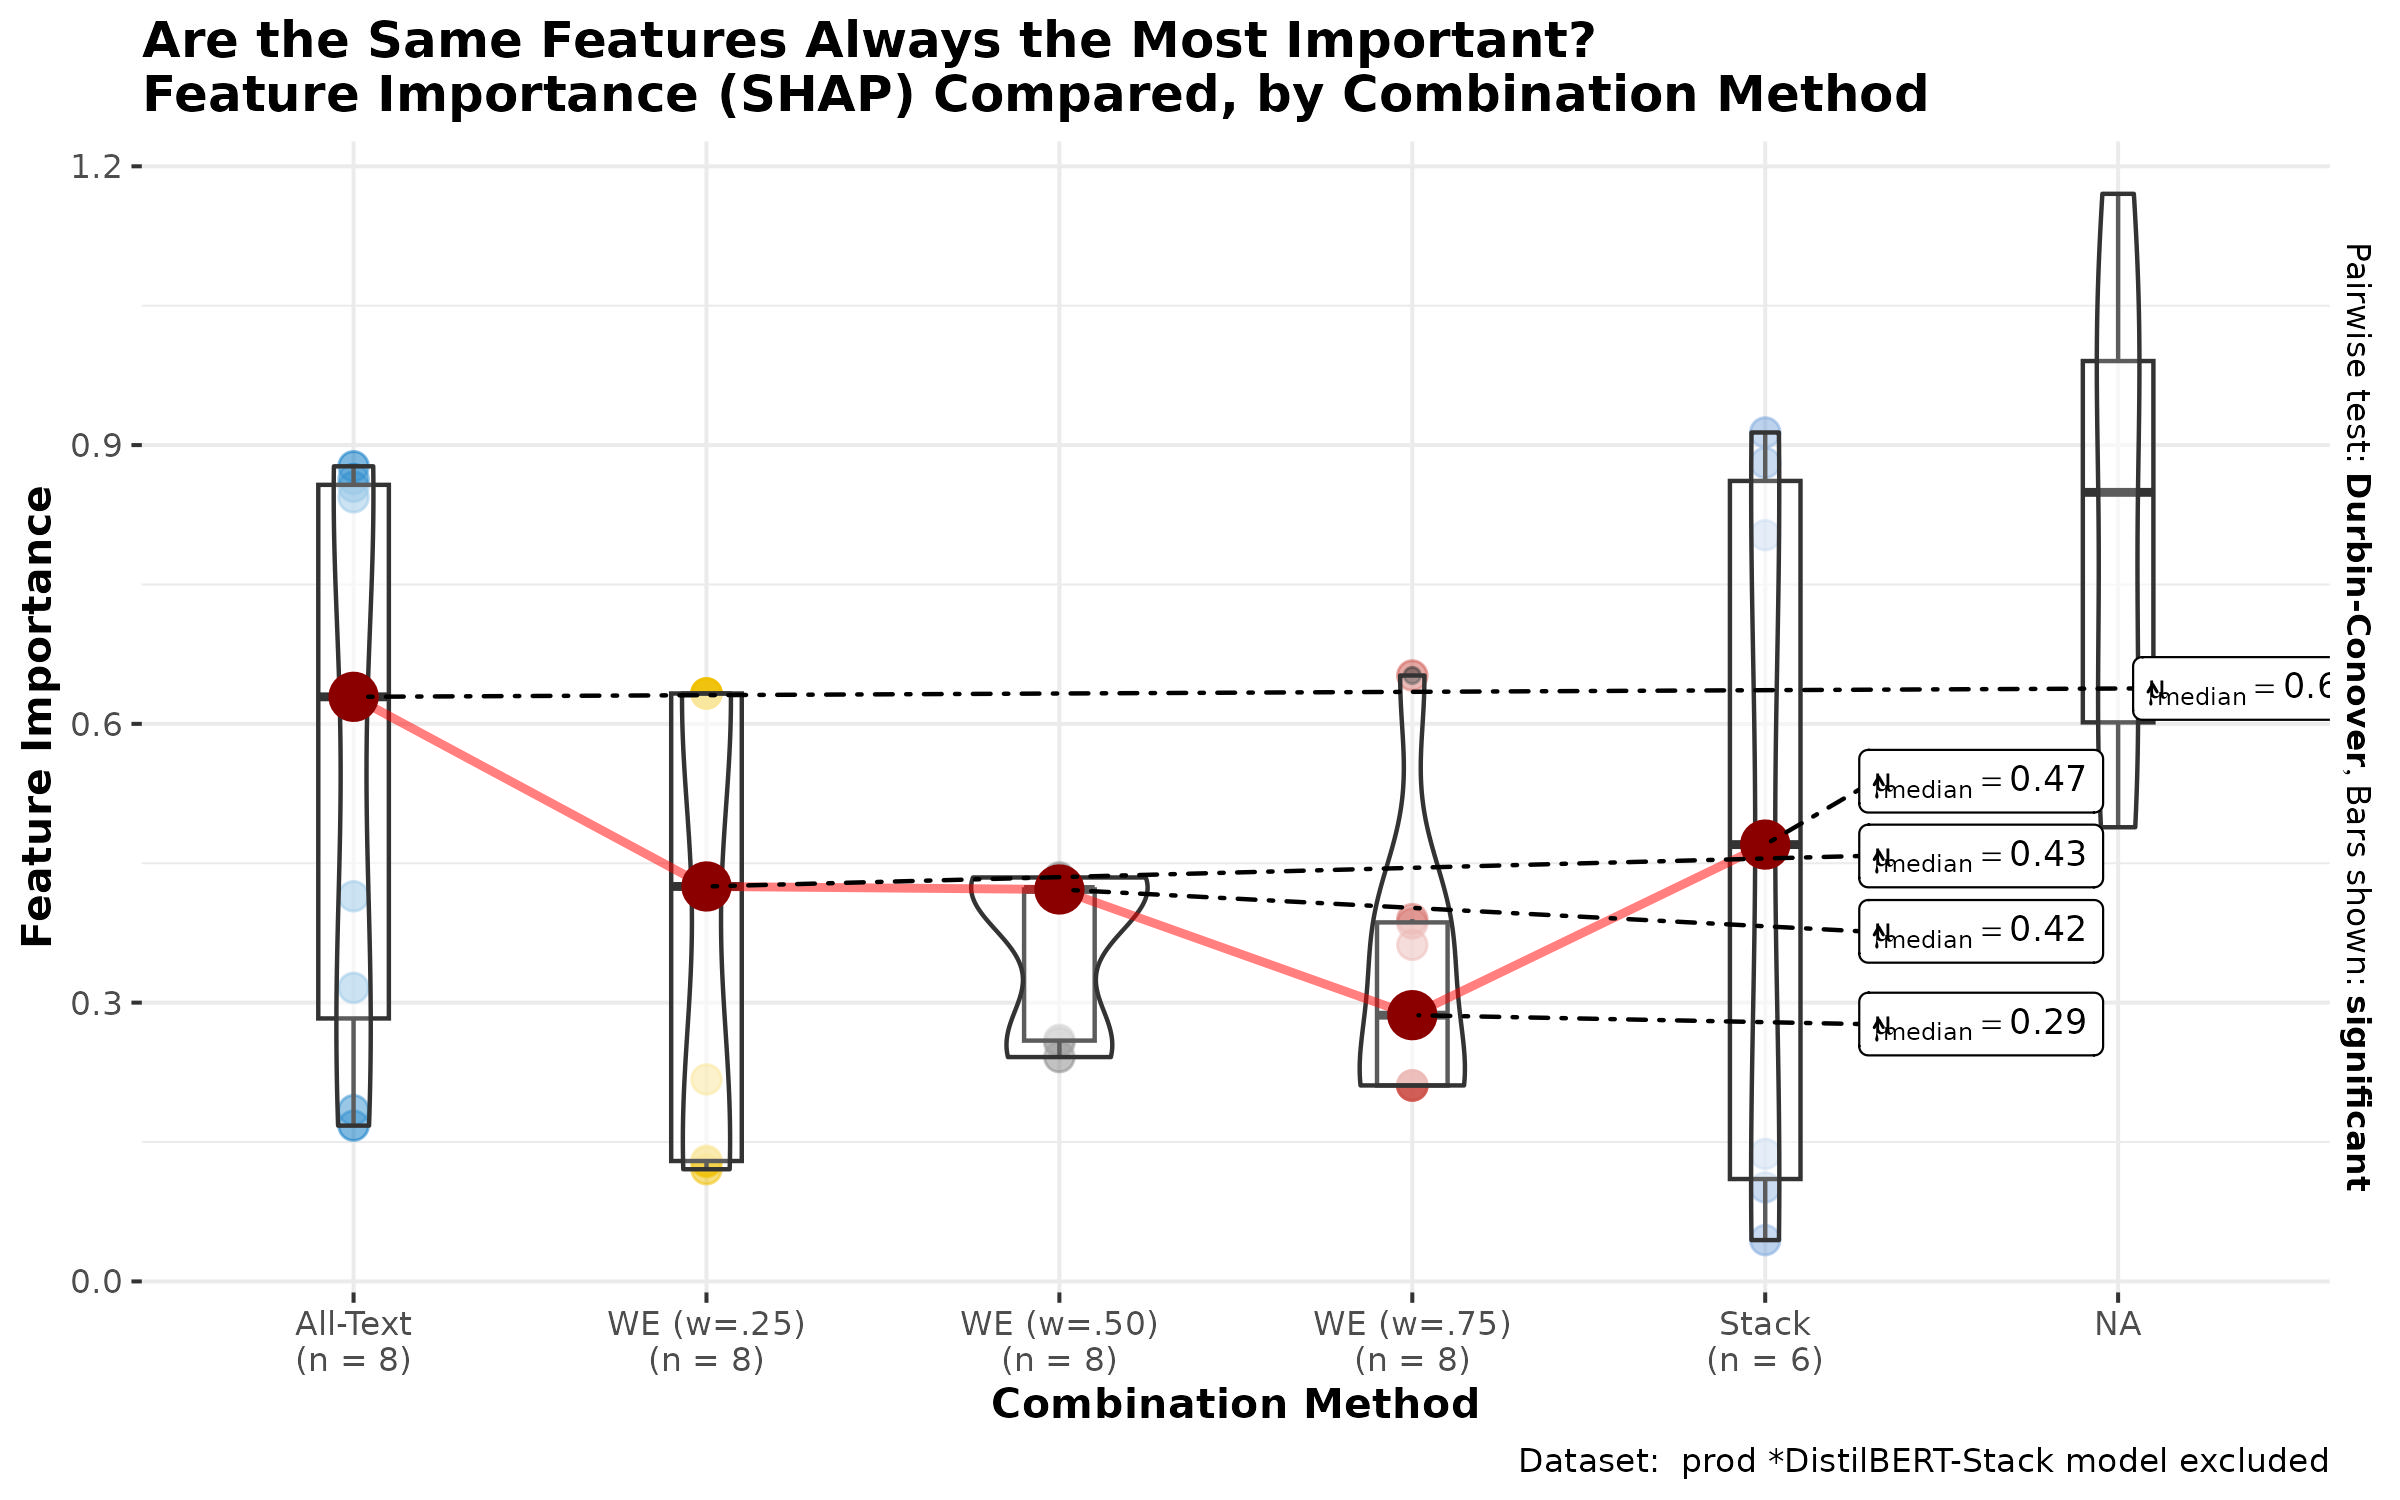 Are the Same Features Always the Most Important?
Feature Importance (SHAP) Compared, by Combination Method
1.2
0.9
0.6
0.3
0.0
Feature Importance
μ̂median = 0.6
μ̂median = 0.47
μ̂median = 0.43
μ̂median = 0.42
μ̂median = 0.29
Pairwise test: Durbin-Conover, Bars shown: significant
All-Text
(n = 8)
WE (w=.25)
(n = 8)
WE (w=.50)
(n = 8)
WE (w=.75)
(n = 8)
Stack
(n = 6)
NA
Combination Method
Dataset:  prod *DistilBERT-Stack model excluded